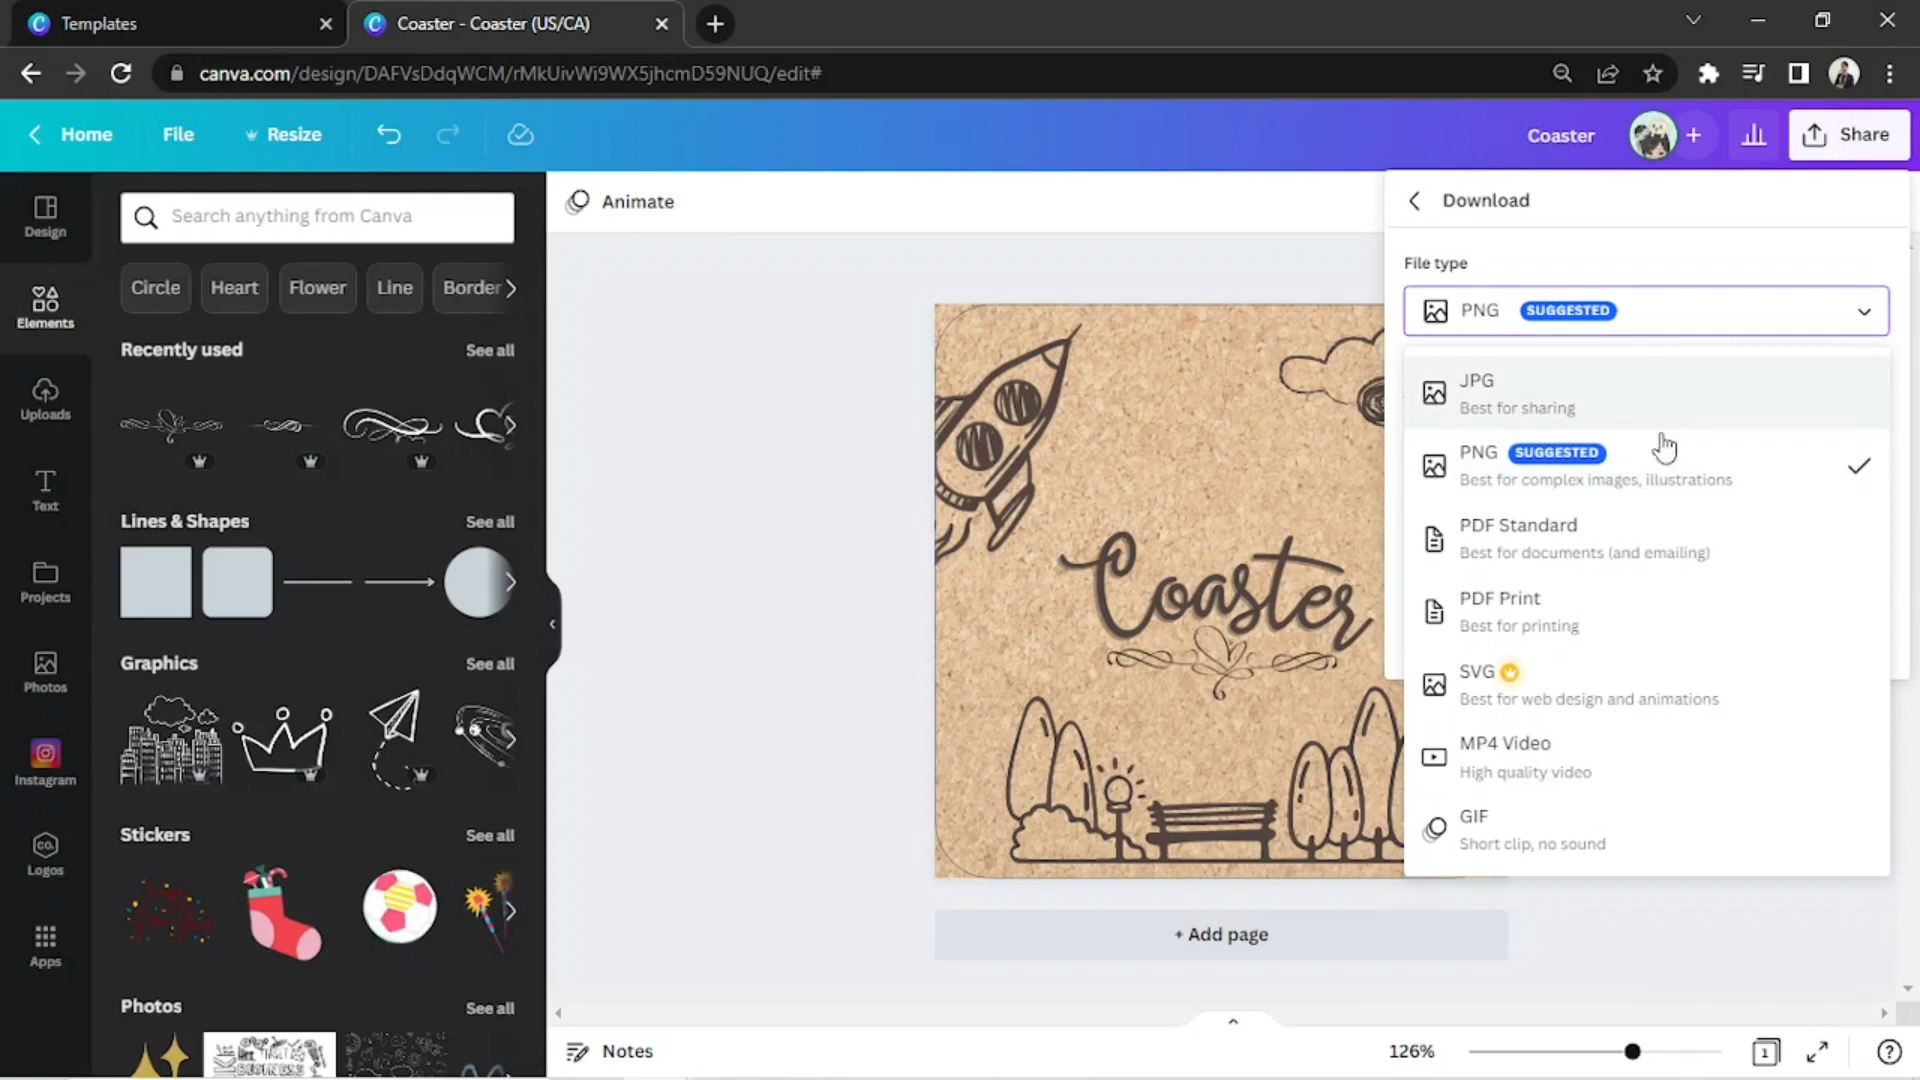 Templates
Coaster - Coaster (US/CA)
canva.com/design/DAFVsDdqWCM/rMkUivWi9WX5jhcmD59NUQ/edit#
Home
File
Resize
Coaster
Share
Design
Elements
Uploads
Text
Projects
Photos
Instagram
CO.
Logos
Apps
Search anything from Canva
Circle
Heart
Flower
Line
Border
Recently used
See all
Lines & Shapes
See all
Graphics
See all
Stickers
See all
Photos
See all
BUSINESS
Animate
Coaster
+ Add page
Notes
126%
1
Download
File type
PNG SUGGESTED
JPG
Best for sharing
PNG SUGGESTED
Best for complex images, illustrations
PDF Standard
Best for documents (and emailing)
PDF Print
Best for printing
SVG
Best for web design and animations
MP4 Video
High quality video
GIF
Short clip, no sound